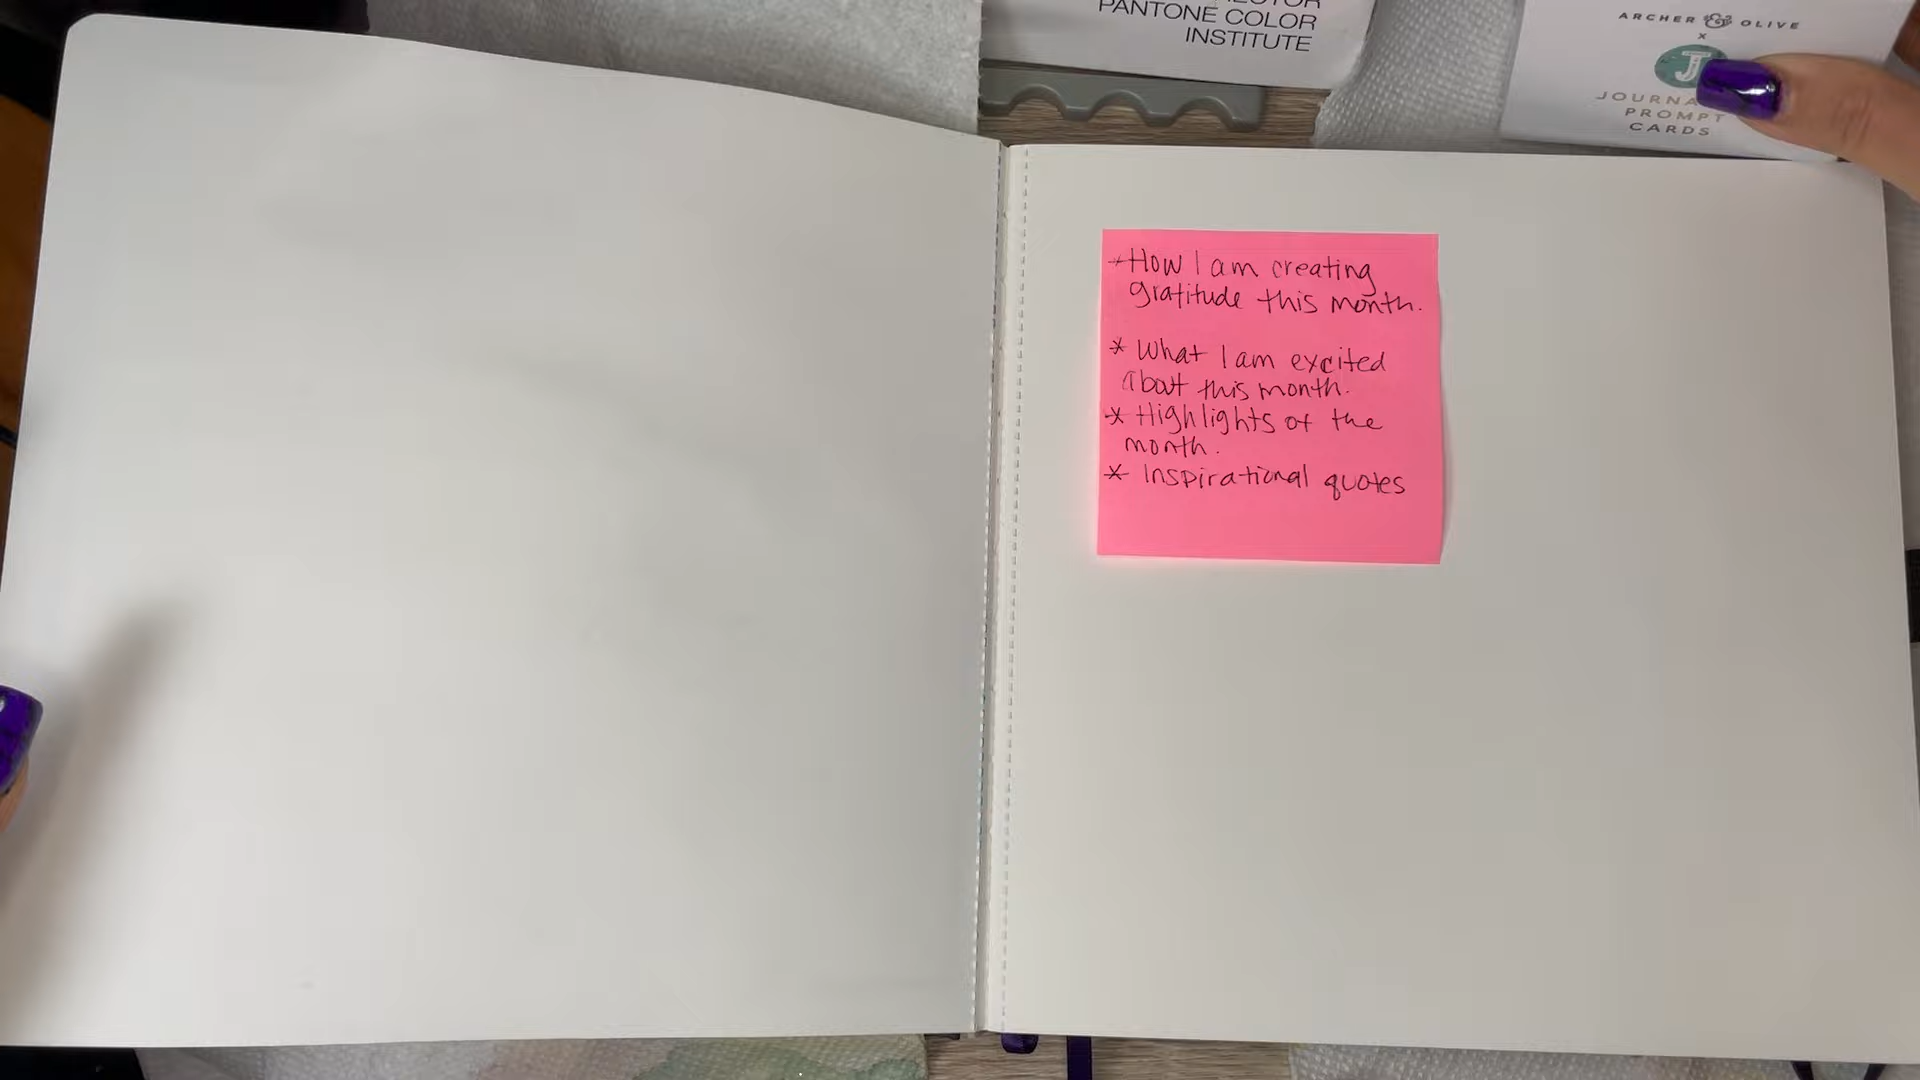 PANTONE COLOR
INSTITUTE
ARCHER & OLIVE
x
J
PROMPT
CARDS
*How I am creating
gratitude this month.
* What I am excited
about this month.
* Highlights of the
month.
* Inspirational quotes